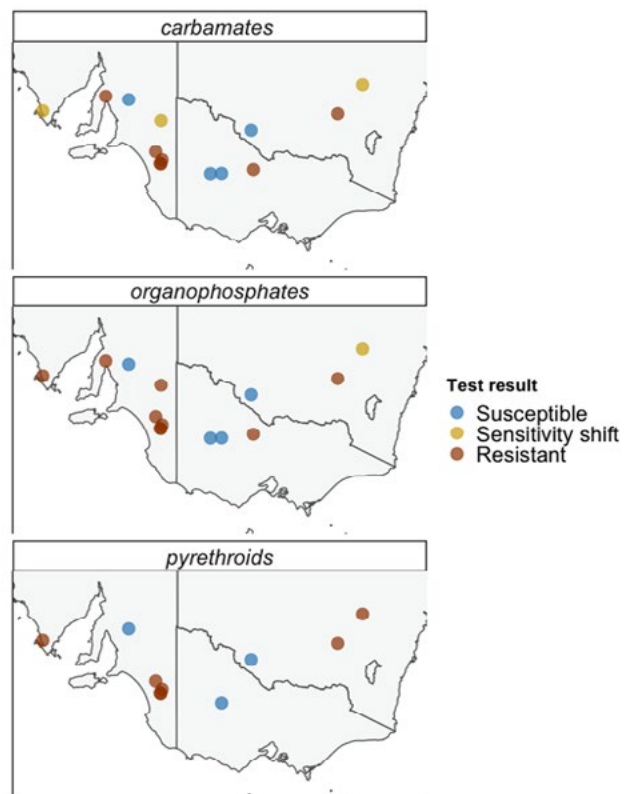 carbamates
organophosphates
pyrethroids
Test result
Susceptible
Sensitivity shift
Resistant